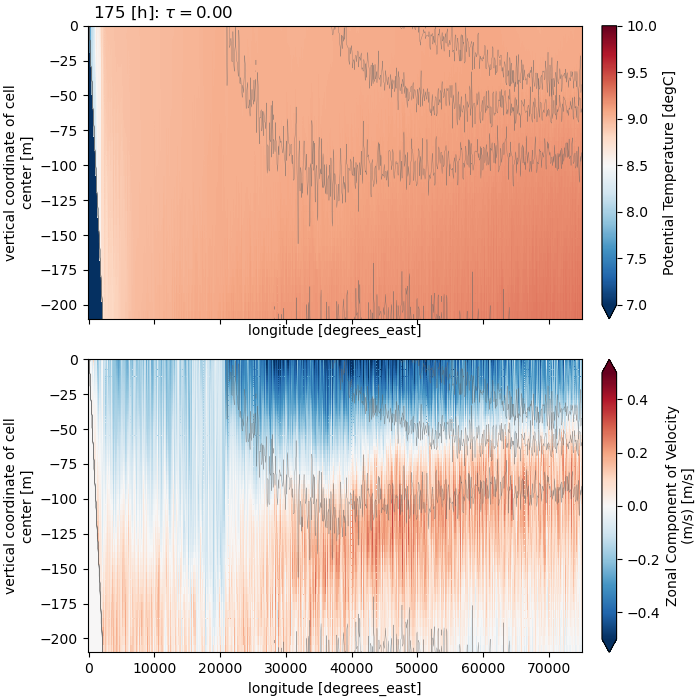 175 [h]: τ = 0.00
0
−25
−50
−75
−100
−125
−150
−175
−200
vertical coordinate of cell
center [m]
longitude [degrees_east]
10.0
9.5
9.0
8.5
8.0
7.5
7.0
Potential Temperature [degC]
0
−25
−50
−75
−100
−125
−150
−175
−200
vertical coordinate of cell
center [m]
0 10000 20000 30000 40000 50000 60000 70000
longitude [degrees_east]
0.4
0.2
0.0
−0.2
−0.4
Zonal Component of Velocity
(m/s) [m/s]